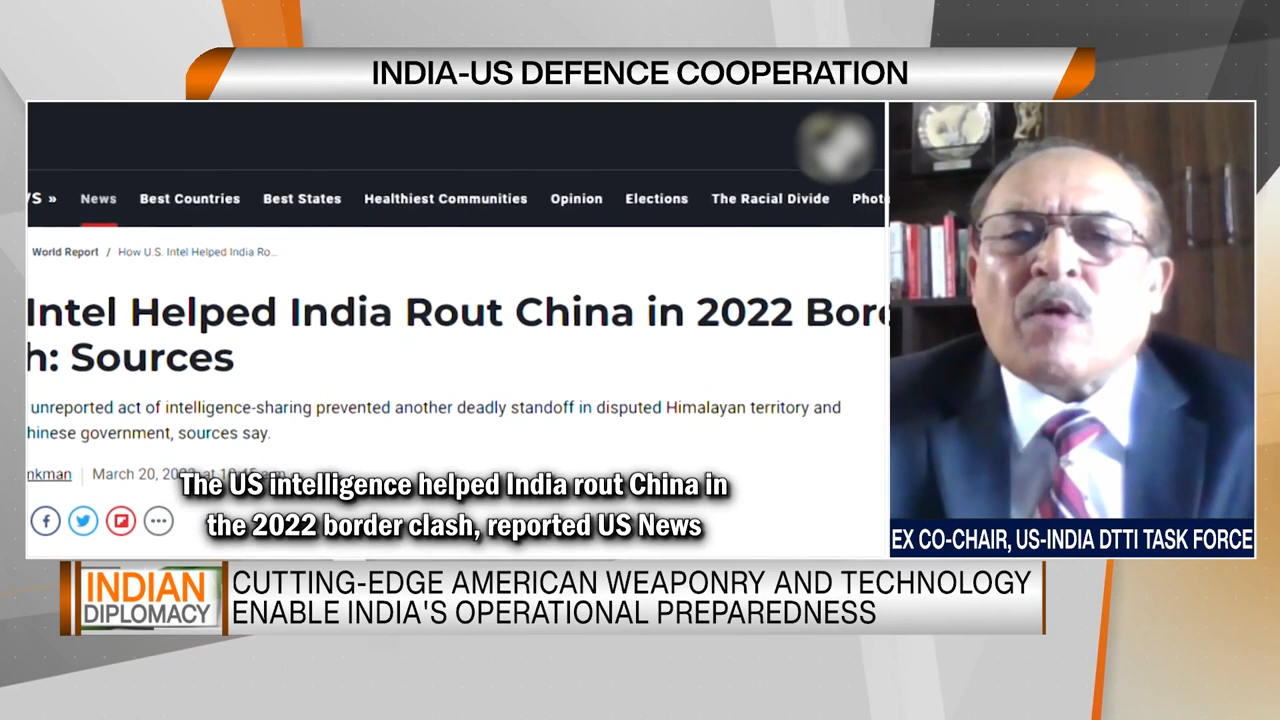 INDIA-US DEFENCE COOPERATION
/S » News Best Countries Best States Healthiest Communities Opinion Elections The Racial Divide Phot
World Report / How U.S. Intel Helped India Ro...
Intel Helped India Rout China in 2022 Bor
h: Sources
unreported act of intelligence-sharing prevented another deadly standoff in disputed Himalayan territory and
hinese government, sources say.
nkman March 20,
The US intelligence helped India rout China in
the 2022 border clash, reported US News
EX CO-CHAIR, US-INDIA DTTI TASK FORCE
INDIAN
DIPLOMACY
CUTTING-EDGE AMERICAN WEAPONRY AND TECHNOLOGY
ENABLE INDIA'S OPERATIONAL PREPAREDNESS